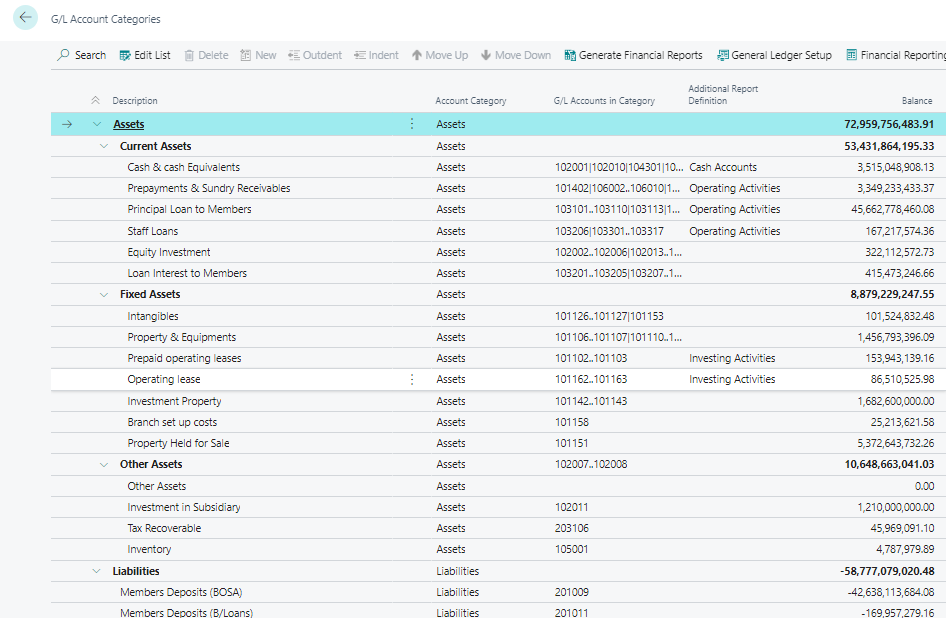 G/L Account Categories
Search Edit List Delete New Outdent Indent Move Up Move Down Generate Financial Reports General Ledger Setup Financial Reporting
Description Account Category G/L Accounts in Category Additional Report Definition Balance
Assets Assets 72,959,756,483.91
Current Assets Assets 53,431,864,195.33
Cash & cash Equivalents Assets 102001|102010|104301|10... Cash Accounts 3,515,048,908.13
Prepayments & Sundry Receivables Assets 101402|106002..106010|1... Operating Activities 3,349,233,433.37
Principal Loan to Members Assets 103101..103110|103113|1... Operating Activities 45,662,778,460.08
Staff Loans Assets 103206|103301..103317 Operating Activities 167,217,574.36
Equity Investment Assets 102002..102006|102013..1... 322,112,572.73
Loan Interest to Members Assets 103201..103205|103207..1... 415,473,246.66
Fixed Assets Assets 8,879,229,247.55
Intangibles Assets 101126..101127|101153 101,524,832.48
Property & Equipments Assets 101106..101107|101110..1... 1,456,793,396.09
Prepaid operating leases Assets 101102..101103 Investing Activities 153,943,139.16
Operating lease Assets 101162..101163 Investing Activities 86,510,525.98
Investment Property Assets 101142..101143 1,682,600,000.00
Branch set up costs Assets 101158 25,213,621.58
Property Held for Sale Assets 101151 5,372,643,732.26
Other Assets Assets 102007..102008 10,648,663,041.03
Other Assets Assets 0.00
Investment in Subsidiary Assets 102011 1,210,000,000.00
Tax Recoverable Assets 203106 45,969,091.10
Inventory Assets 105001 4,787,979.89
Liabilities Liabilities -58,777,079,020.48
Members Deposits (BOSA) Liabilities 201009 -42,638,113,684.08
Members Deposits (B/Loans) Liabilities 201011 -169,957,279.16